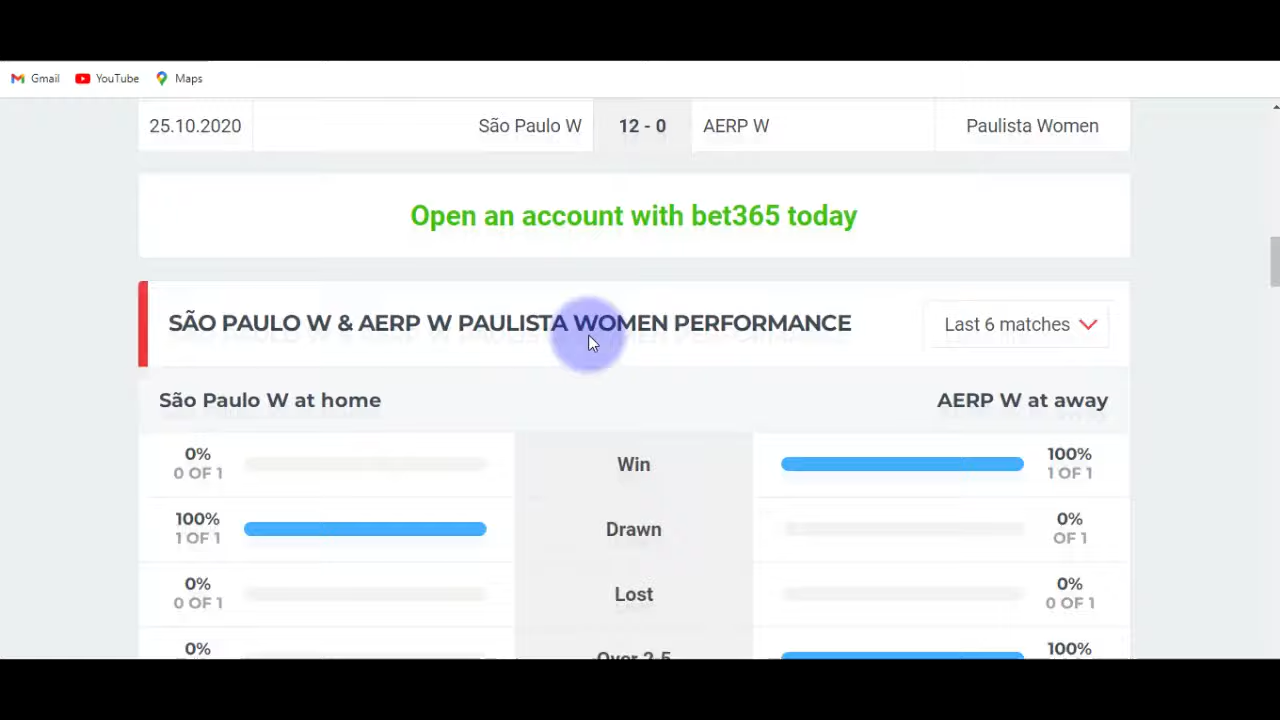 Gmail YouTube Maps
25.10.2020 São Paulo W 12 - 0 AERP W Paulista Women
Open an account with bet365 today
SÃO PAULO W & AERP W PAULISTA WOMEN PERFORMANCE Last 6 matches
São Paulo W at home AERP W at away
0% Win 100%
0 OF 1 1 OF 1
100% Drawn 0%
1 OF 1 OF 1
0% Lost 0%
0 OF 1 0 OF 1
0% Over 2.5 100%